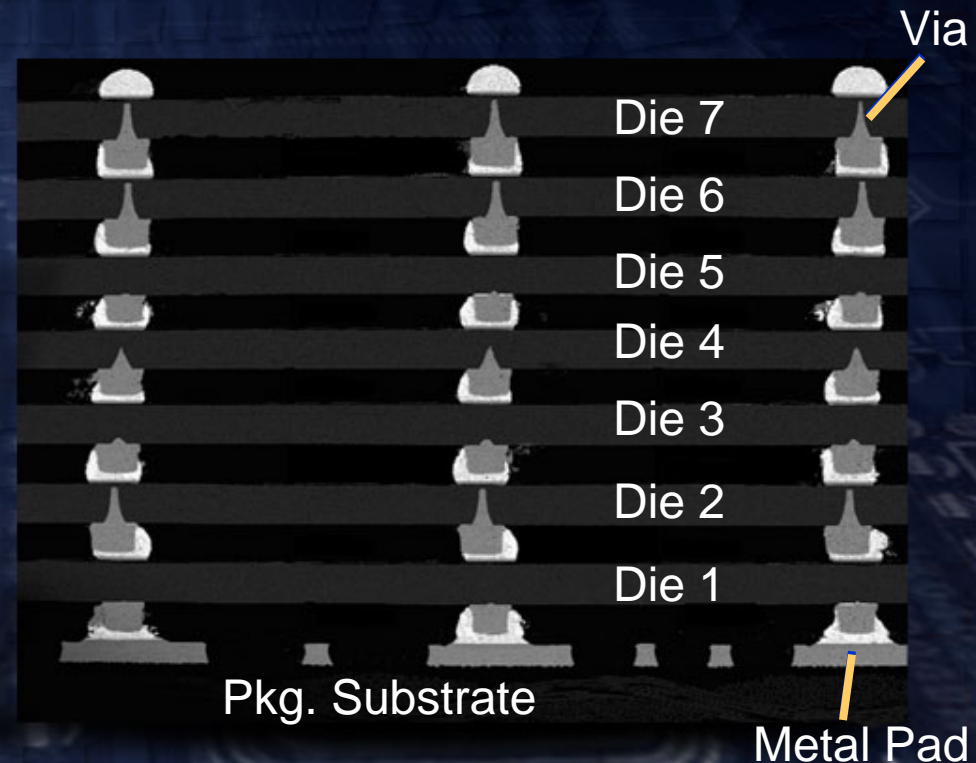 Via
Die 7
Die 6
Die 5
Die 4
Die 3
Die 2
Die 1
Pkg. Substrate
Metal Pad